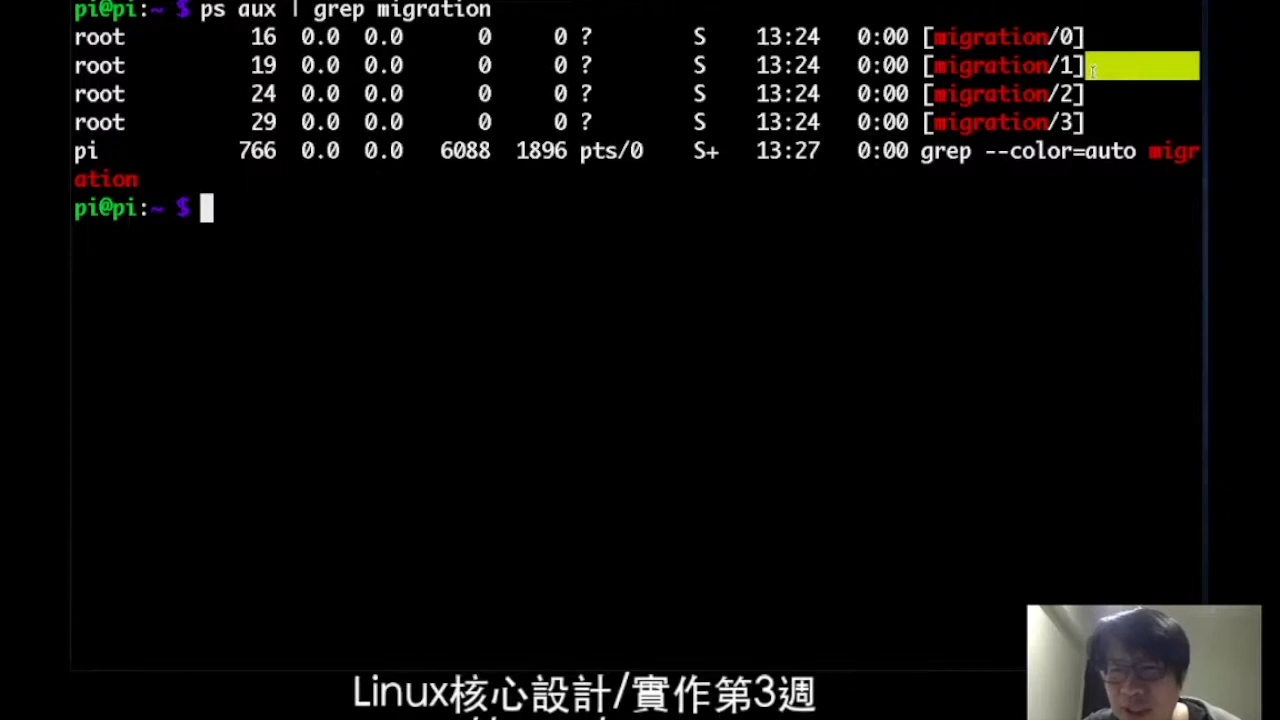 pi@pi:~ $ ps aux | grep migration
root 16 0.0 0.0 0 0 ? S 13:24 0:00 [migration/0]
root 19 0.0 0.0 0 0 ? S 13:24 0:00 [migration/1]
root 24 0.0 0.0 0 0 ? S 13:24 0:00 [migration/2]
root 29 0.0 0.0 0 0 ? S 13:24 0:00 [migration/3]
pi 766 0.0 0.0 6088 1896 pts/0 S+ 13:27 0:00 grep --color=auto migr
ation
pi@pi:~ $
Linux核心設計/實作第3週